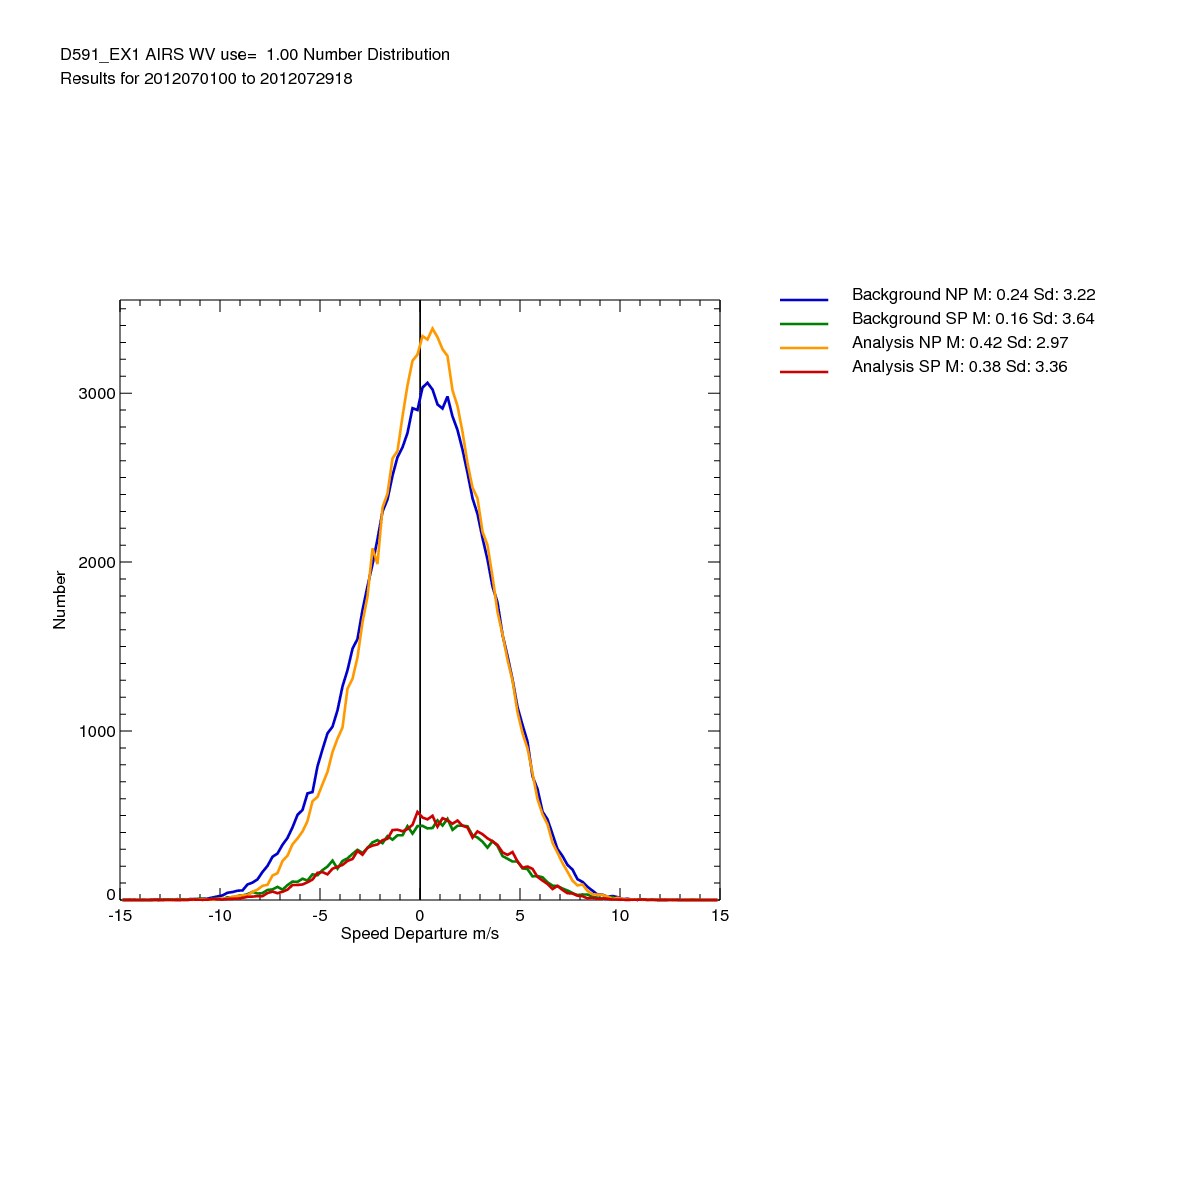 D591_EX1 AIRS WV use=  1.00 Number Distribution
Results for 2012070100 to 2012072918
Background NP M: 0.24 Sd: 3.22
Background SP M: 0.16 Sd: 3.64
Analysis NP M: 0.42 Sd: 2.97
Analysis SP M: 0.38 Sd: 3.36
3000
2000
1000
0
Number
-15 -10 -5 0 5 10 15
Speed Departure m/s